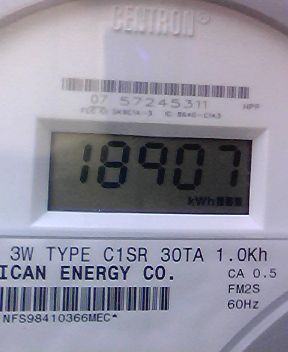 CENTRON®
07 57245311
HPP
18907
kWh
3W TYPE C1SR 30TA 1.0Kh
ICAN ENERGY CO.
CA 0.5
FM2S
60Hz
NFS98410366MEC*